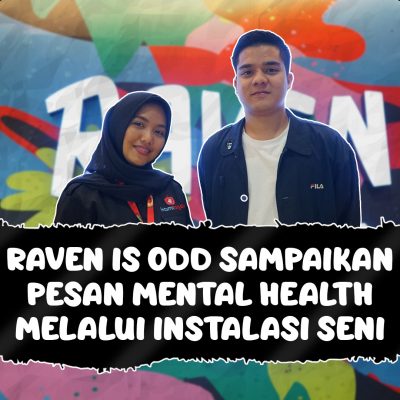 RAVEN
FILA
RAVEN IS ODD SAMPAIKAN
PESAN MENTAL HEALTH
MELALUI INSTALASI SENI